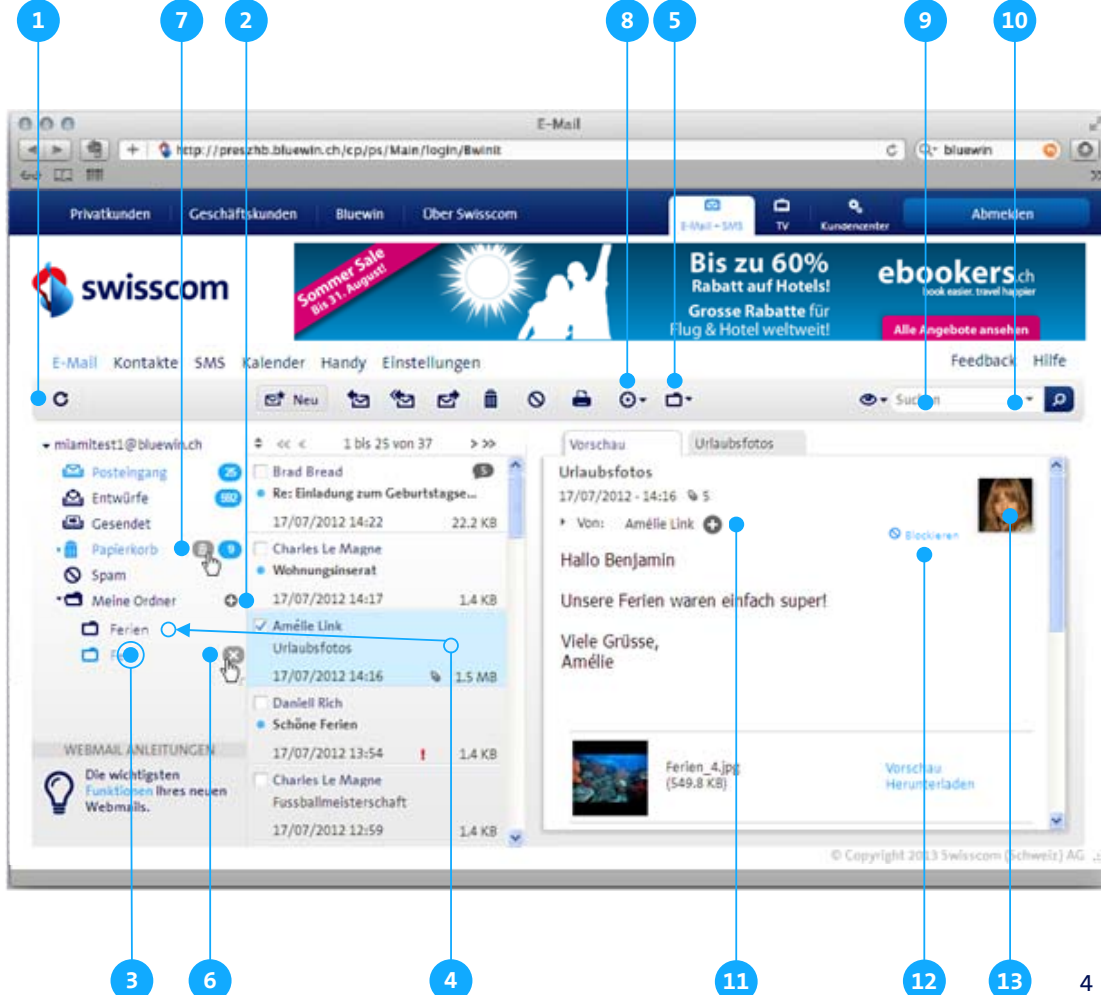 1 7 2 8 5 9 10
E-Mail
http://preszhb.bluewin.ch/cp/ps/Main/login/Bwinit
bluewin
Privatkunden Geschäftskunden Bluewin Über Swisscom
E-Mail + SMS TV Kundencenter Abmelden
swisscom
Sommer Sale
Bis 31. August!
Bis zu 60%
Rabatt auf Hotels!
Grosse Rabatte für
Flug & Hotel weltweit!
ebookers.ch
book easier. travel happier
Alle Angebote ansehen
E-Mail Kontakte SMS Kalender Handy Einstellungen Feedback Hilfe
Neu
Suchen
miamitest1@bluewin.ch
Posteingang 25
Entwürfe 592
Gesendet
Papierkorb 9
Spam
Meine Ordner
Ferien
WEBMAIL ANLEITUNGEN
Die wichtigsten
Funktionen Ihres neuen
Webmails.
1 bis 25 von 37
Brad Bread 5
Re: Einladung zum Geburtstagse...
17/07/2012 14:22 22.2 KB
Charles Le Magne
Wohnungsinserat
17/07/2012 14:17 1.4 KB
Amélie Link
Urlaubsfotos
17/07/2012 14:16 1.5 MB
Daniell Rich
Schöne Ferien
17/07/2012 13:54 ! 1.4 KB
Charles Le Magne
Fussballmeisterschaft
17/07/2012 12:59 1.4 KB
Vorschau Urlaubsfotos
Urlaubsfotos
17/07/2012 - 14:16 5
Von: Amélie Link
Blockieren
Hallo Benjamin
Unsere Ferien waren einfach super!
Viele Grüsse,
Amélie
Ferien_4.jpg
(549.8 KB)
Vorschau
Herunterladen
© Copyright 2013 Swisscom (Schweiz) AG
3 6 4 11 12 13 4